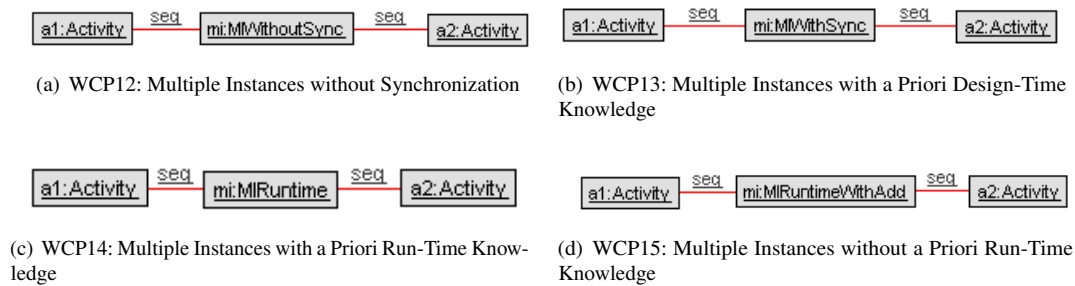 seq seq
a1:Activity mi:MIWithoutSync a2:Activity
(a) WCP12: Multiple Instances without Synchronization
seq seq
a1:Activity mi:MIWithSync a2:Activity
(b) WCP13: Multiple Instances with a Priori Design-Time
Knowledge
seq seq
a1:Activity mi:MIRuntime a2:Activity
(c) WCP14: Multiple Instances with a Priori Run-Time Know-
ledge
seq seq
a1:Activity mi:MIRuntimeWithAdd a2:Activity
(d) WCP15: Multiple Instances without a Priori Run-Time
Knowledge